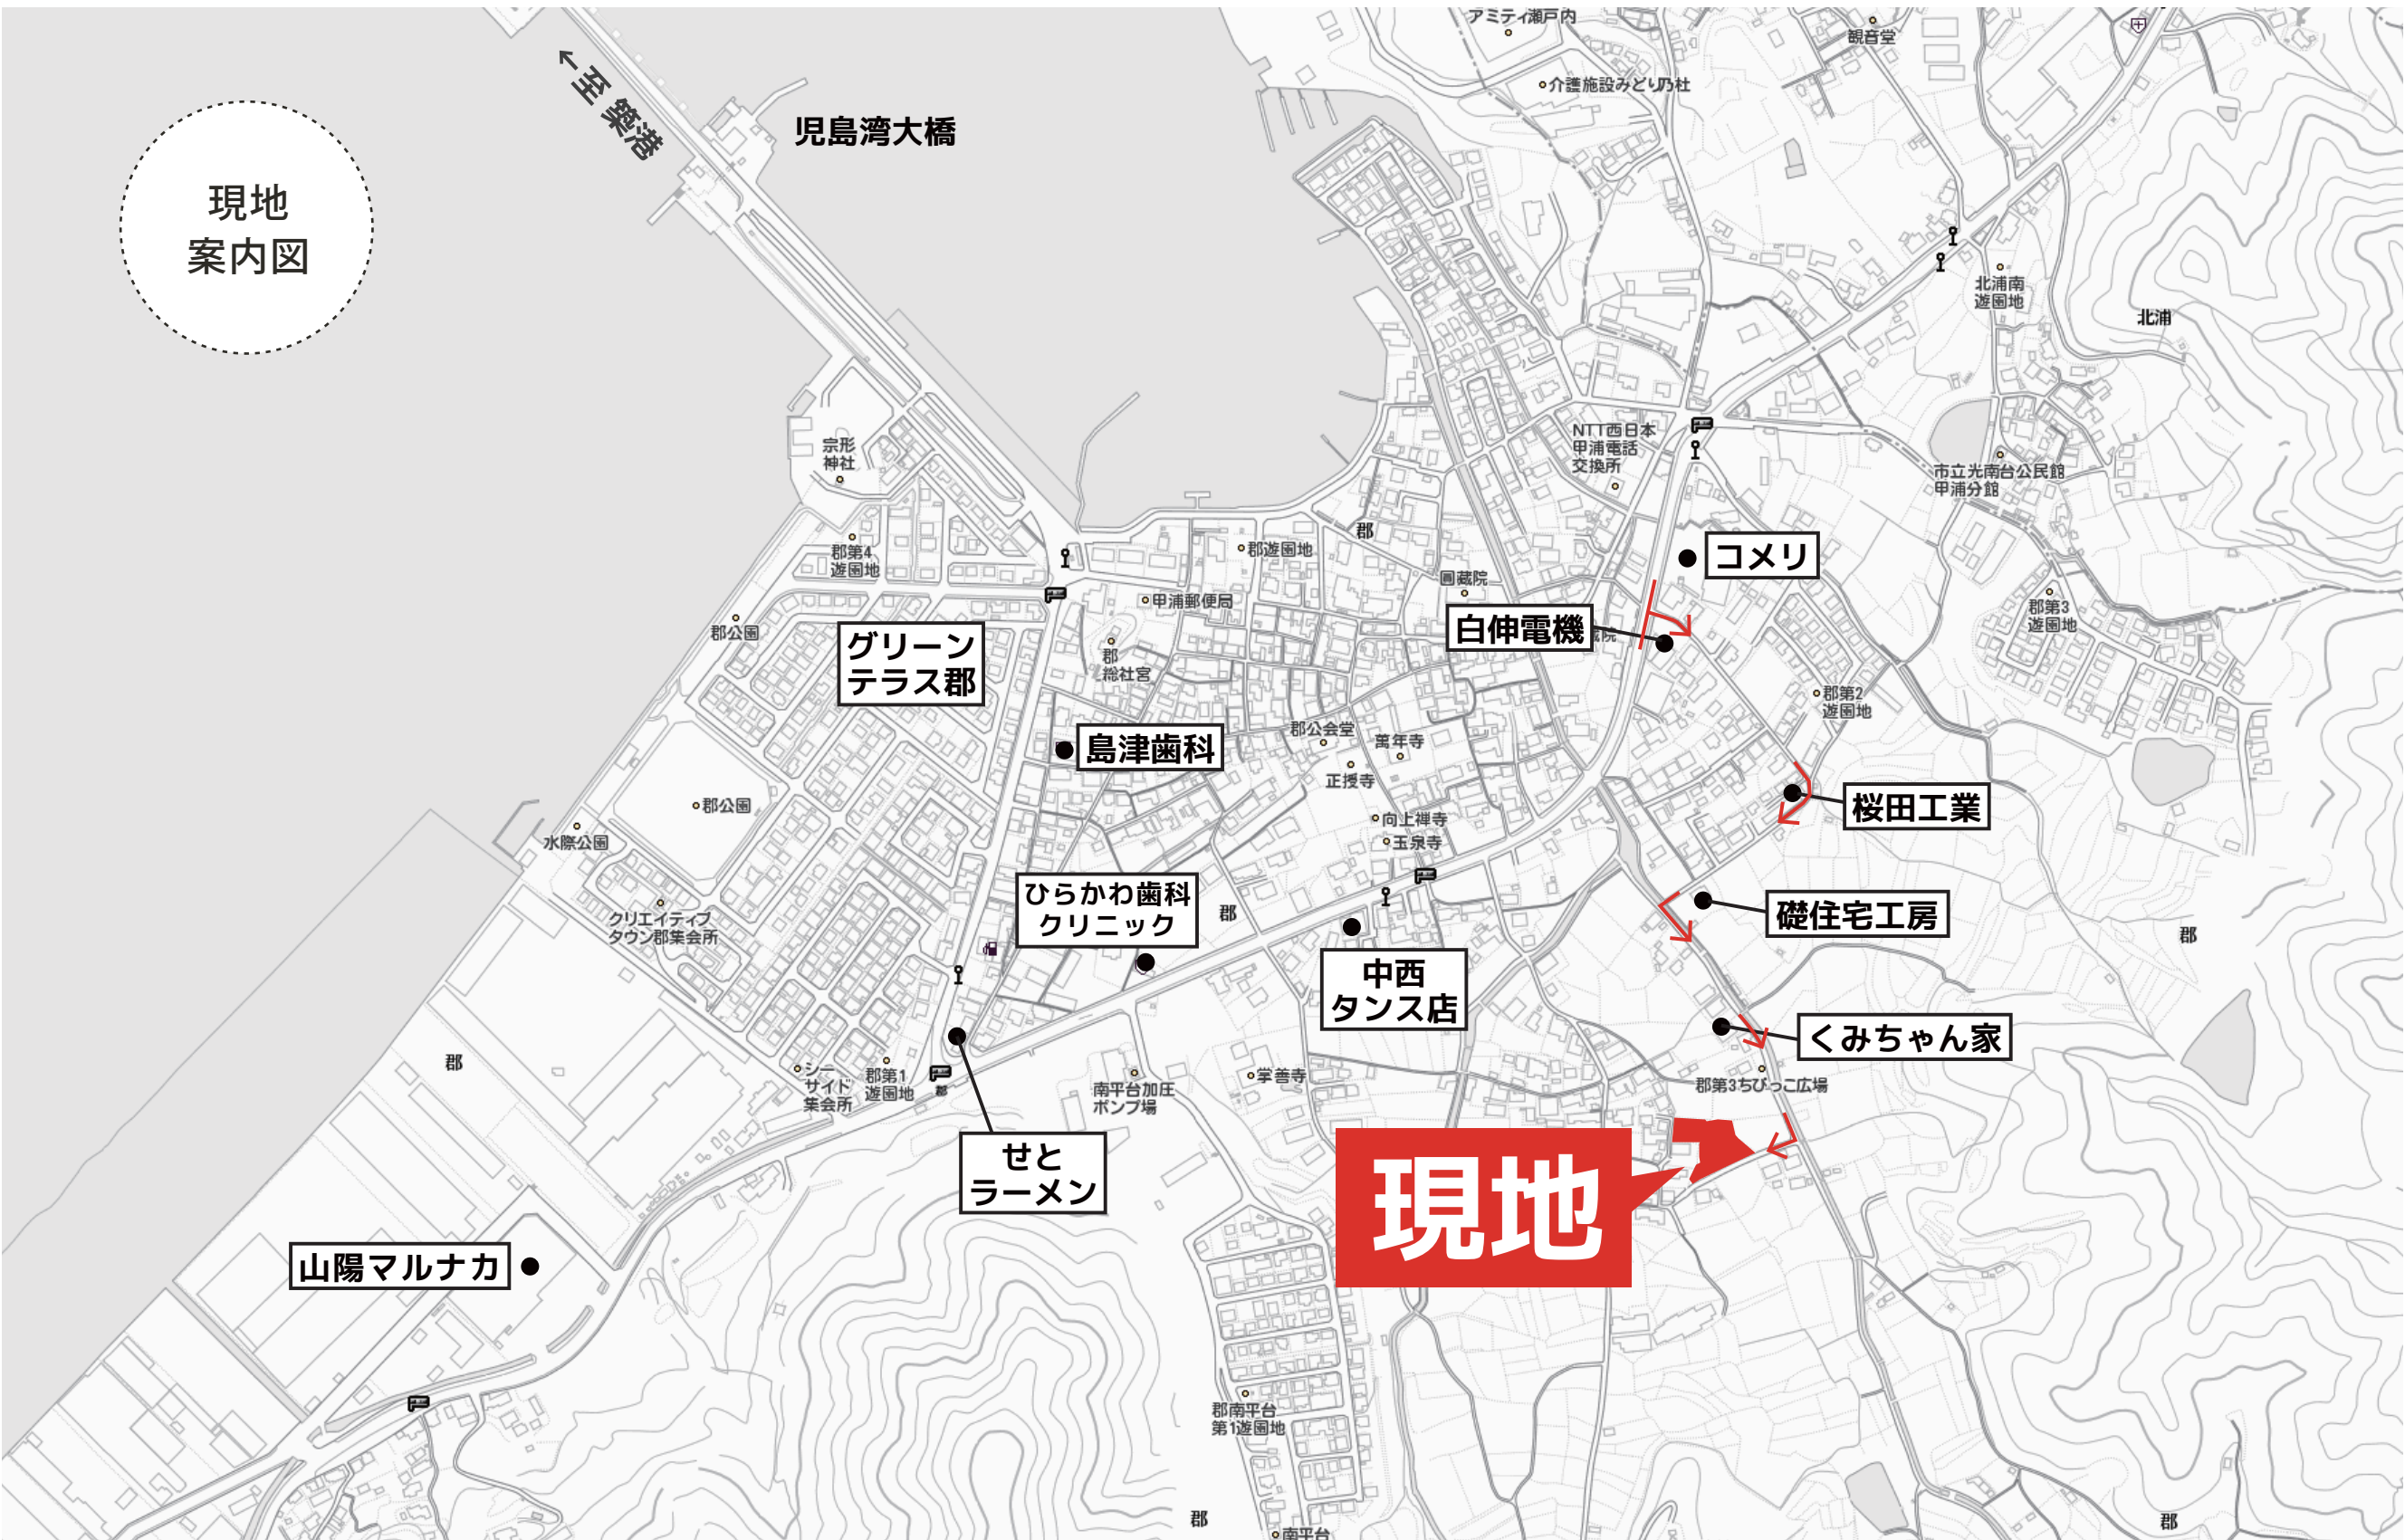 現地
案内図
←至 築港
児島湾大橋
アミティ瀬戸内
観音堂
介護施設みどり乃杜
北浦南
遊園地
北浦
宗形
神社
NTT西日本
甲浦電話
交換所
市立光南台公民館
甲浦分館
郡
郡第4
遊園地
郡遊園地
コメリ
圓蔵院
甲浦郵便局
郡第3
遊園地
郡公園
白伸電機
院
グリーン
テラス郡
郡
総社宮
郡第2
遊園地
島津歯科
郡公会堂
萬年寺
正授寺
郡公園
桜田工業
向上禅寺
水際公園
玉泉寺
ひらかわ歯科
クリニック
郡
礎住宅工房
クリエイティブ
タウン郡集会所
郡
中西
タンス店
くみちゃん家
郡
シー
サイド
集会所
郡第1
遊園地
郡
南平台加圧
ポンプ場
掌善寺
郡第3ちびっこ広場
せと
ラーメン
現地
山陽マルナカ
郡南平台
第1遊園地
郡
南平台
郡